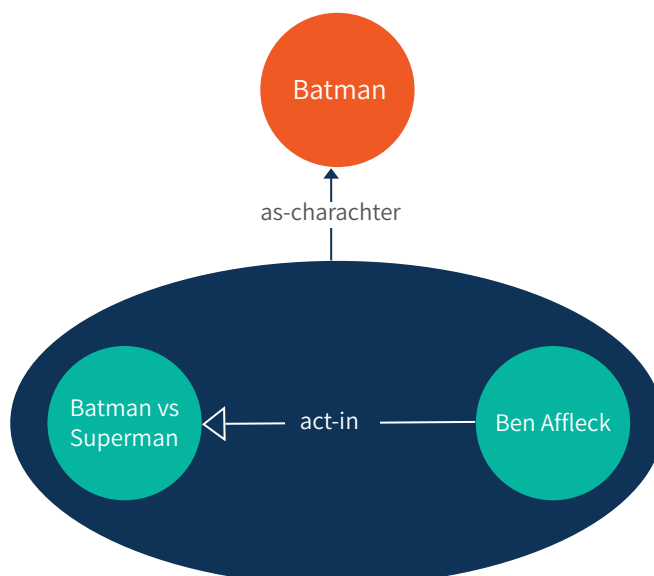 Batman
as-charachter
Batman vs
Superman
act-in
Ben Affleck